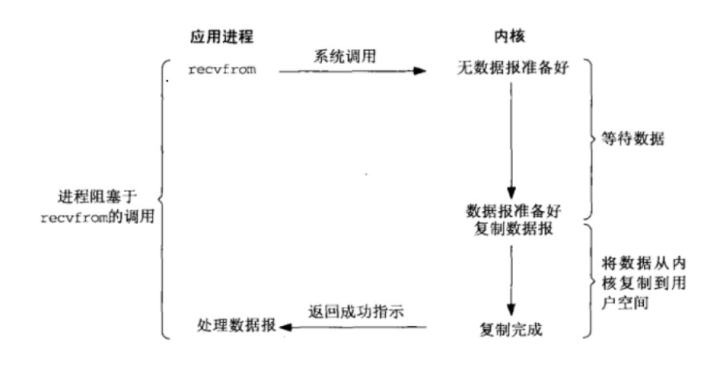 应用进程
内核
recvfrom
系统调用
无数据报准备好
等待数据
进程阻塞于
recvfrom的调用
数据报准备好
复制数据报
将数据从内
核复制到用
户空间
处理数据报
返回成功指示
复制完成